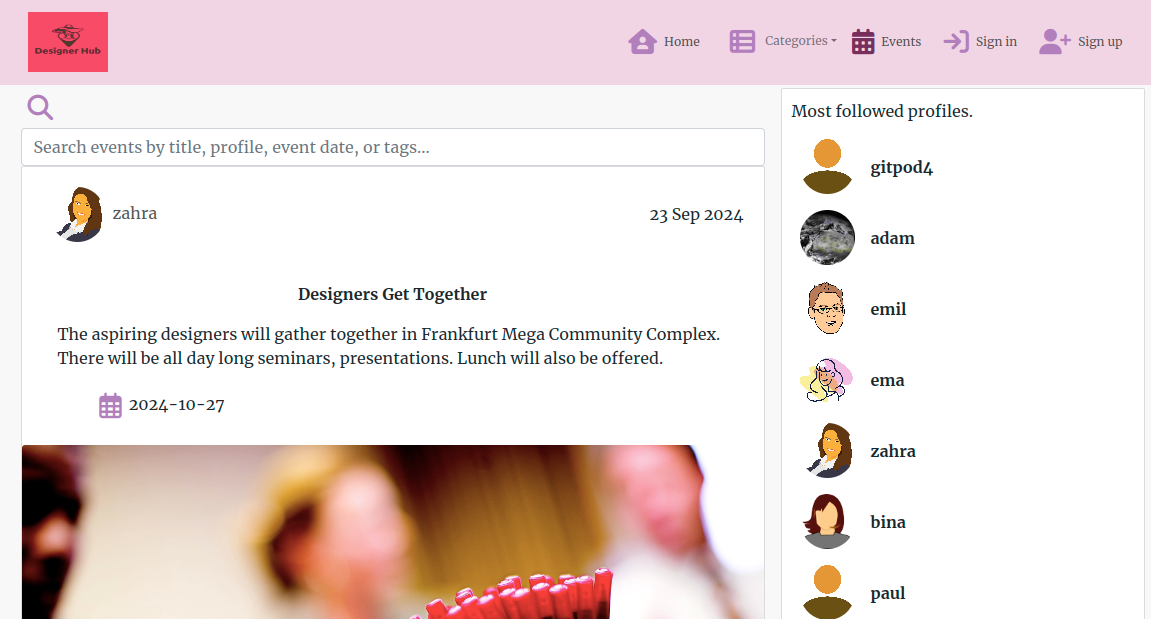 Designer Hub
Home
Categories
Events
Sign in
Sign up
Search events by title, profile, event date, or tags...
zahra
23 Sep 2024
Designers Get Together
The aspiring designers will gather together in Frankfurt Mega Community Complex.
There will be all day long seminars, presentations. Lunch will also be offered.
2024-10-27
Most followed profiles.
gitpod4
adam
emil
ema
zahra
bina
paul